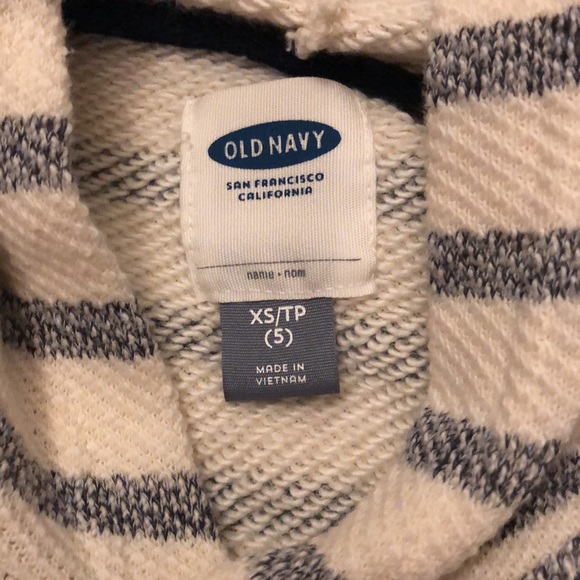 OLD NAVY
SAN FRANCISCO
CALIFORNIA
name • nom
XS/TP
(5)
MADE IN
VIETNAM